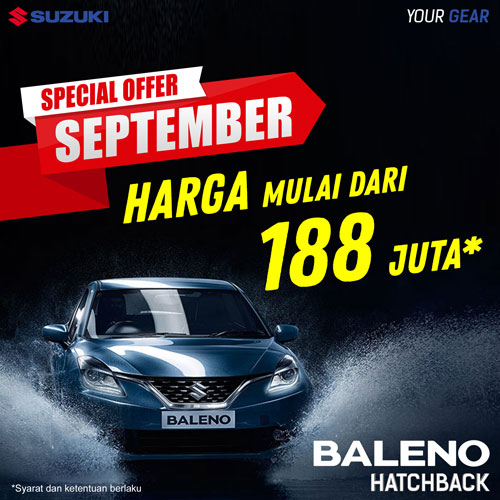 SUZUKI
YOUR GEAR
SPECIAL OFFER
SEPTEMBER
HARGA MULAI DARI
188 JUTA*
BALENO
BALENO
HATCHBACK
*Syarat dan ketentuan berlaku